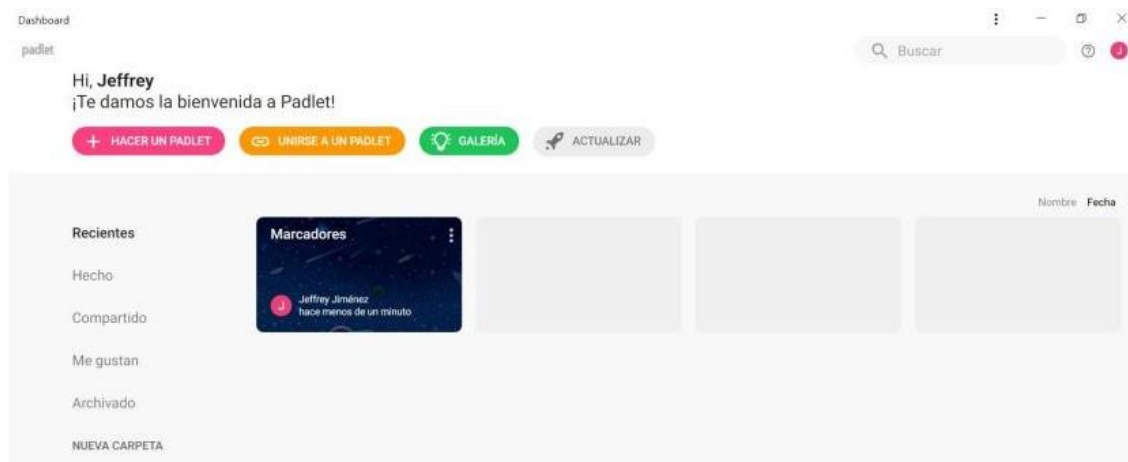 Dashboard
padlet
Buscar
Hi, Jeffrey
¡Te damos la bienvenida a Padlet!
HACER UN PADLET
UNIRSE A UN PADLET
GALERÍA
ACTUALIZAR
Nombre Fecha
Recientes
Hecho
Compartido
Me gustan
Archivado
NUEVA CARPETA
Marcadores
J
Jeffrey Jiménez
hace menos de un minuto
J